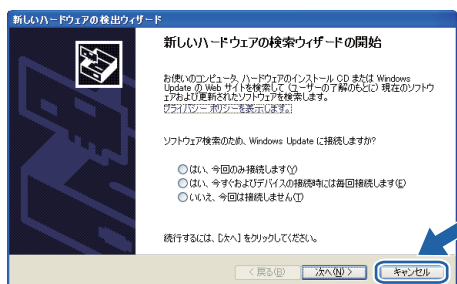 新しいハードウェアの検出ウィザード
新しいハードウェアの検索ウィザードの開始
お使いのコンピュータ、ハードウェアのインストール CD または Windows
Update の Web サイトを検索して (ユーザーの了解のもとに) 現在のソフトウ
ェアおよび更新されたソフトウェアを検索します。
プライバシー ポリシーを表示します。
ソフトウェア検索のため、Windows Update に接続しますか?
はい、今回のみ接続します(Y)
はい、今すぐおよびデバイスの接続時には毎回接続します(E)
いいえ、今回は接続しません(T)
続行するには、[次へ] をクリックしてください。
< 戻る(B) 次へ(N) > キャンセル